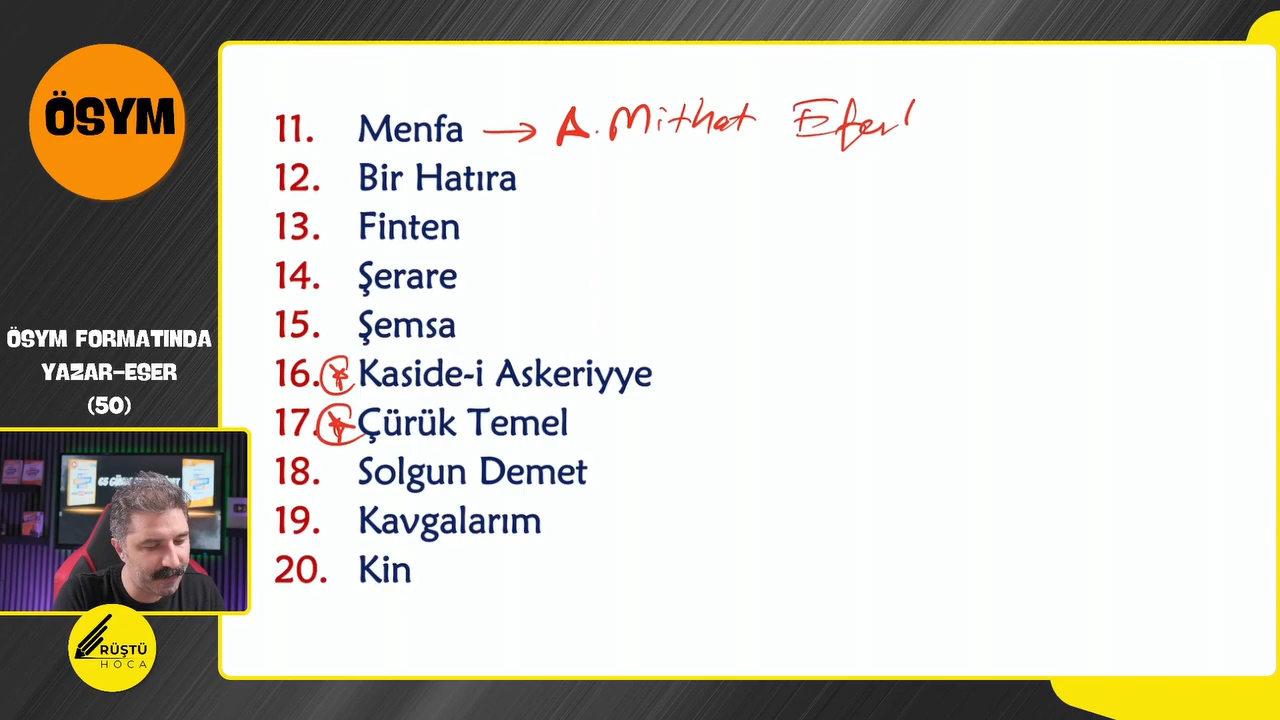 ÖSYM
ÖSYM FORMATINDA
YAZAR-ESER
(50)
RÜŞTÜ
HOCA
11. Menfa → A. Mithat
12. Bir Hatıra
13. Finten
14. Şerare
15. Şemsa
16. Kaside-i Askeriyye
17. Çürük Temel
18. Solgun Demet
19. Kavgalarım
20. Kin